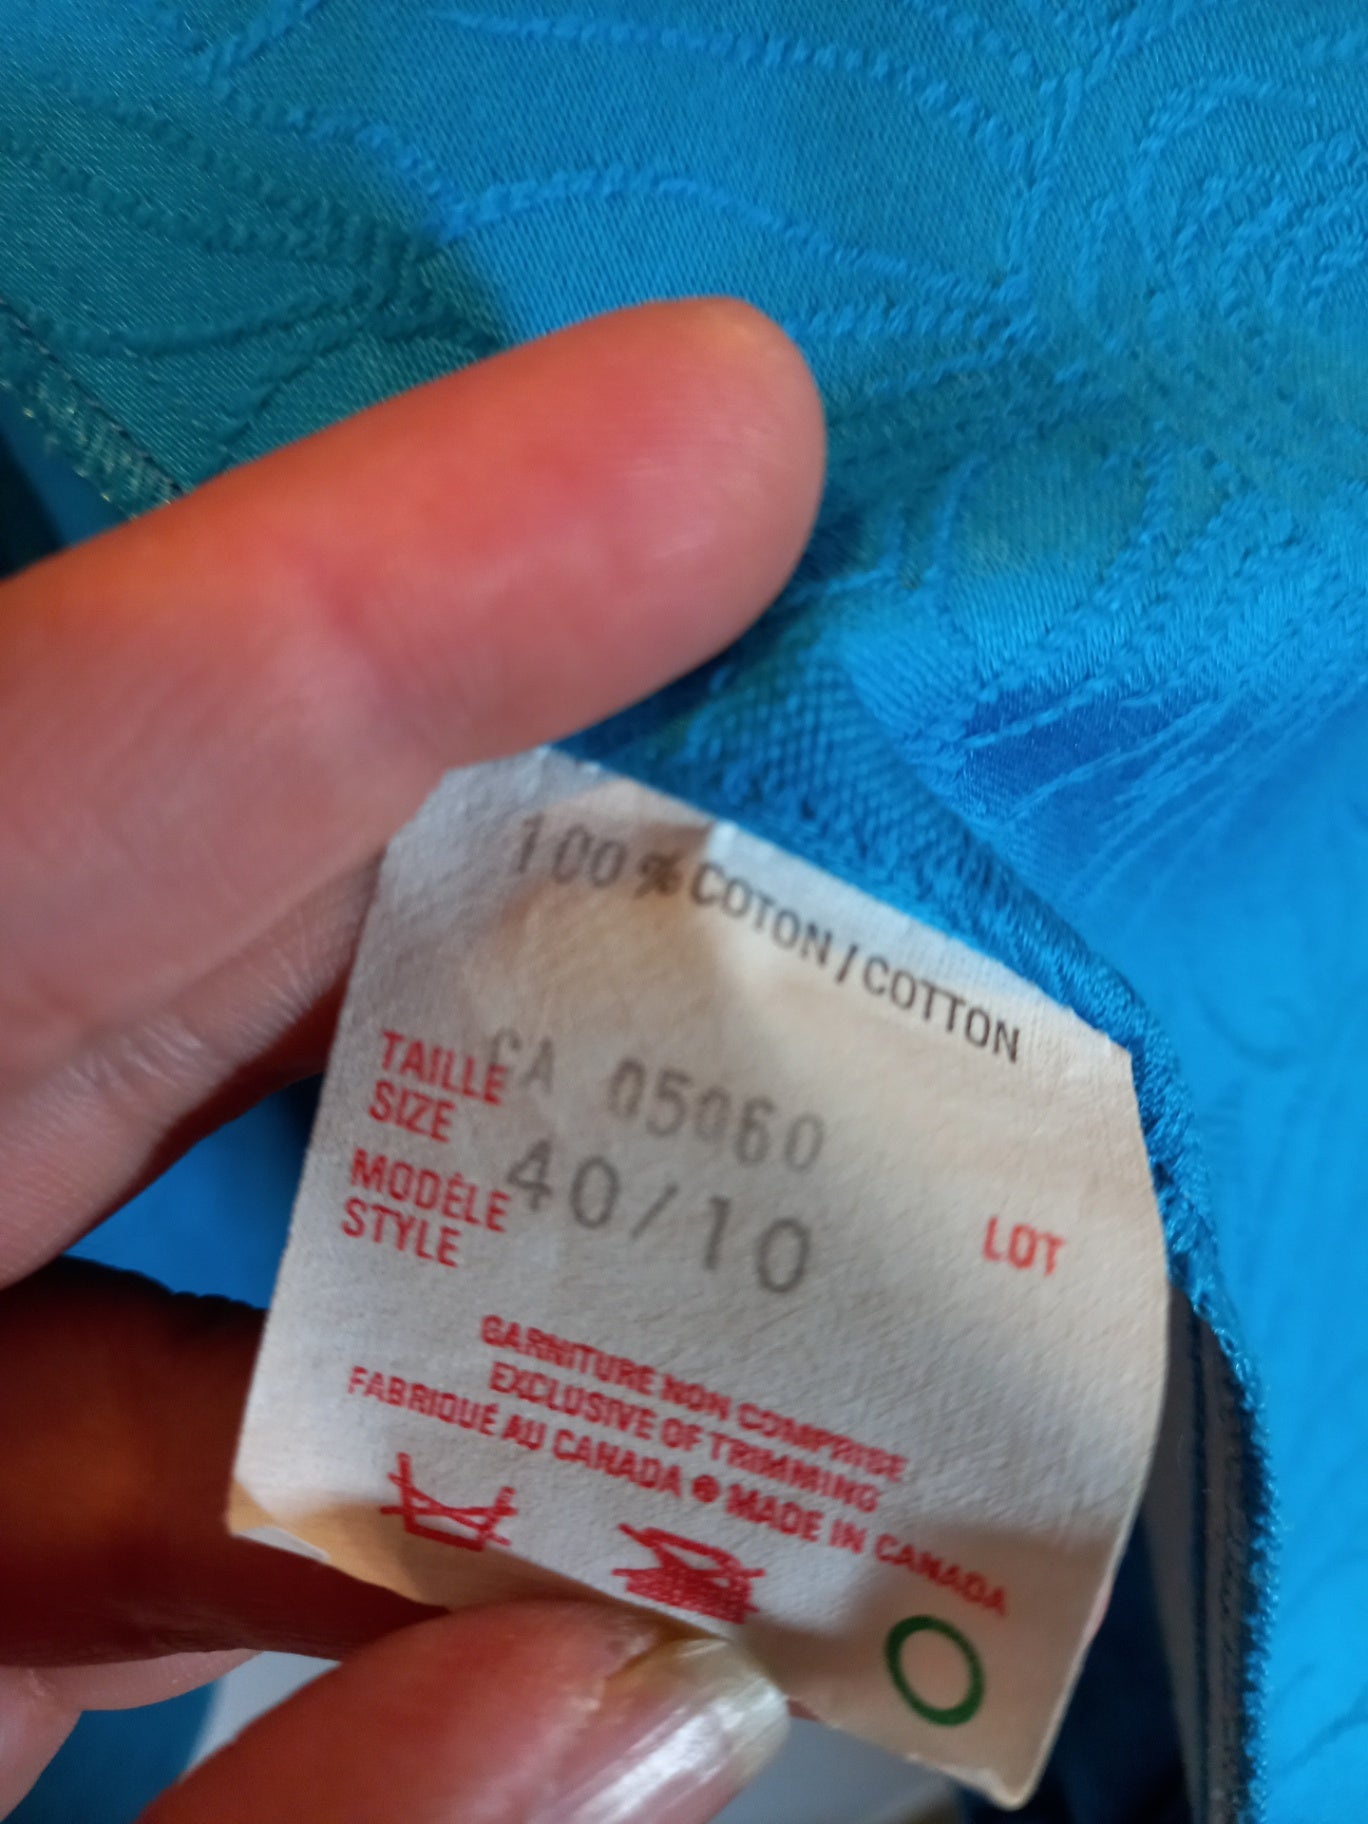 100% COTON/COTTON
TAILLE CA 05060
SIZE
MODÈLE 40/10
STYLE
LOT
GARNITURE NON COMPRISE
EXCLUSIVE OF TRIMMING
FABRIQUÉ AU CANADA ● MADE IN CANADA